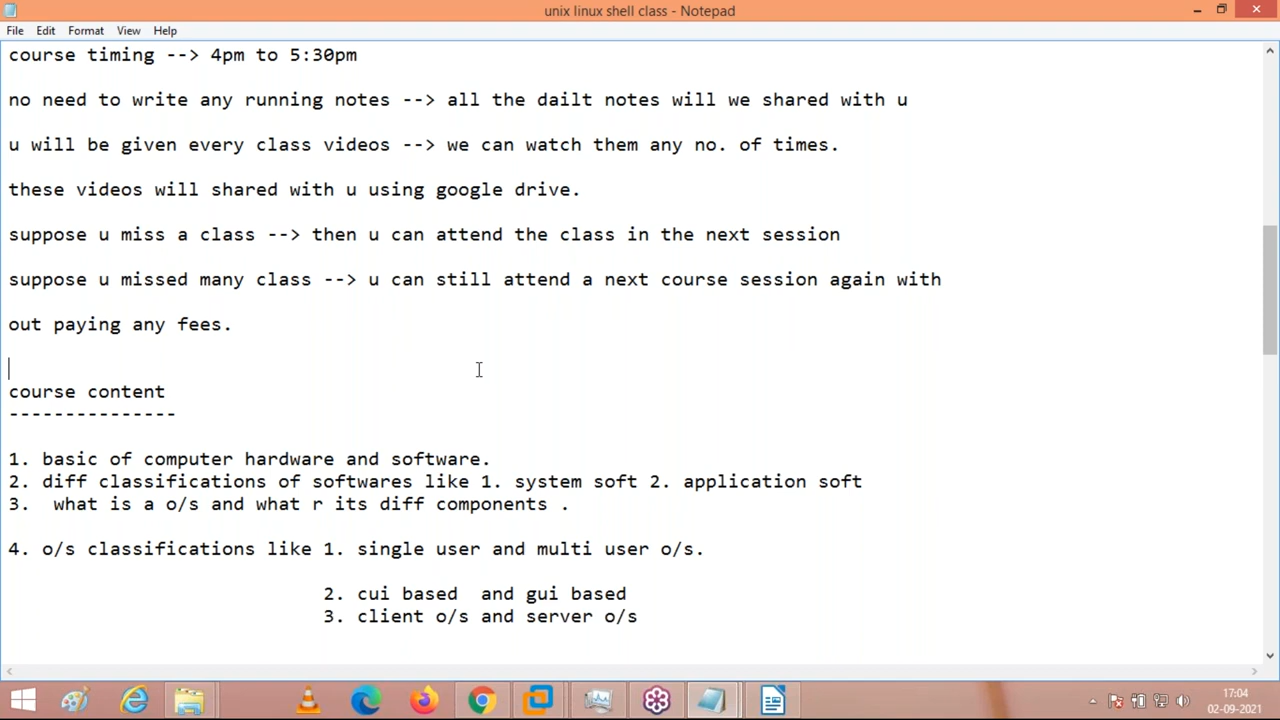 unix linux shell class - Notepad
File Edit Format View Help
course timing --> 4pm to 5:30pm
no need to write any running notes --> all the dailt notes will we shared with u
u will be given every class videos --> we can watch them any no. of times.
these videos will shared with u using google drive.
suppose u miss a class --> then u can attend the class in the next session
suppose u missed many class --> u can still attend a next course session again with
out paying any fees.
course content
---------------
1. basic of computer hardware and software.
2. diff classifications of softwares like 1. system soft 2. application soft
3.  what is a o/s and what r its diff components .
4. o/s classifications like 1. single user and multi user o/s.
2. cui based  and gui based
3. client o/s and server o/s
17:04
02-09-2021